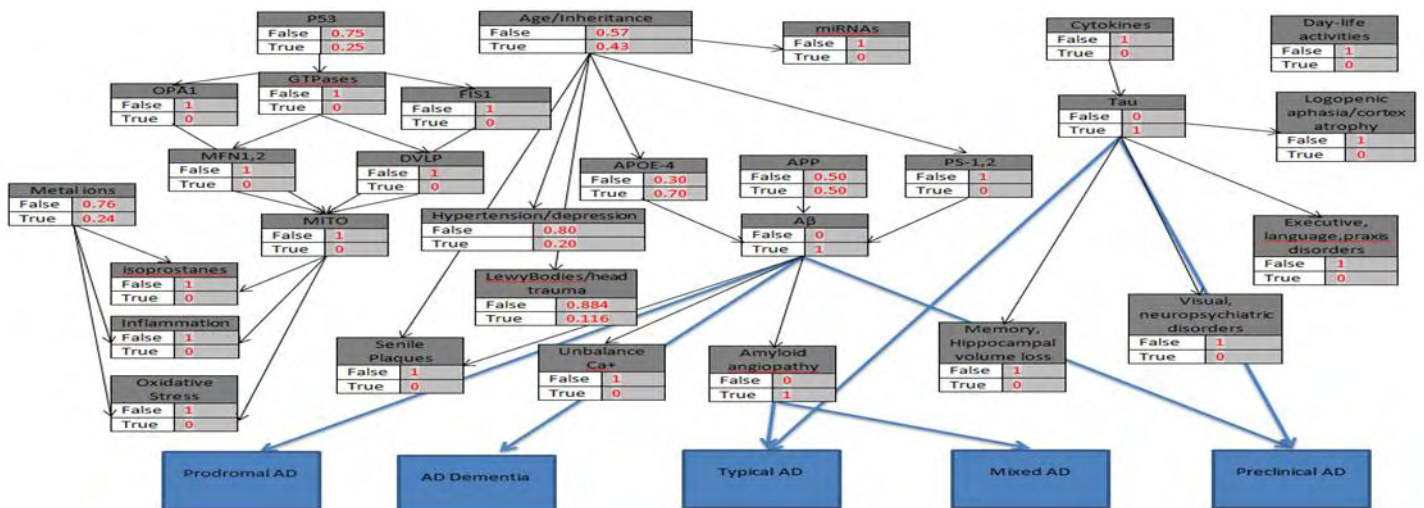 P53
False 0.75
True 0.25
Age/Inheritance
False 0.57
True 0.43
miRNAs
False 1
True 0
Cytokines
False 1
True 0
Day-life
activities
False 1
True 0
OPA1
False 1
True 0
GTPases
False 1
True 0
FIS1
False 1
True 0
Tau
False 0
True 1
Logopenic
aphasia/cortex
atrophy
False 1
True 0
MFN1,2
False 1
True 0
DVLP
False 1
True 0
APOE-4
False 0.30
True 0.70
APP
False 0.50
True 0.50
PS-1,2
False 1
True 0
Metal ions
False 0.76
True 0.24
MITO
False 1
True 0
Hypertension/depression
False 0.80
True 0.20
Aβ
False 0
True 1
Executive,
language,praxis
disorders
False 1
True 0
isoprostanes
False 1
True 0
LewyBodies/head
trauma
False 0.884
True 0.116
Visual,
neuropsychiatric
disorders
False 1
True 0
Inflammation
False 1
True 0
Senile
Plaques
False 1
True 0
Unbalance
Ca+
False 1
True 0
Amyloid
angiopathy
False 0
True 1
Memory,
Hippocampal
volume loss
False 1
True 0
Oxidative
Stress
False 1
True 0
Prodromal AD
AD Dementia
Typical AD
Mixed AD
Preclinical AD